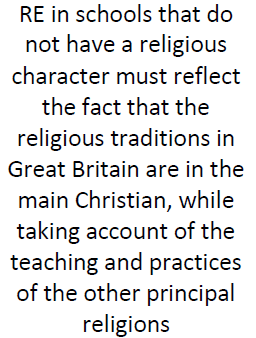 RE in schools that do
not have a religious
character must reflect
the fact that the
religious traditions in
Great Britain are in the
main Christian, while
taking account of the
teaching and practices
of the other principal
religions